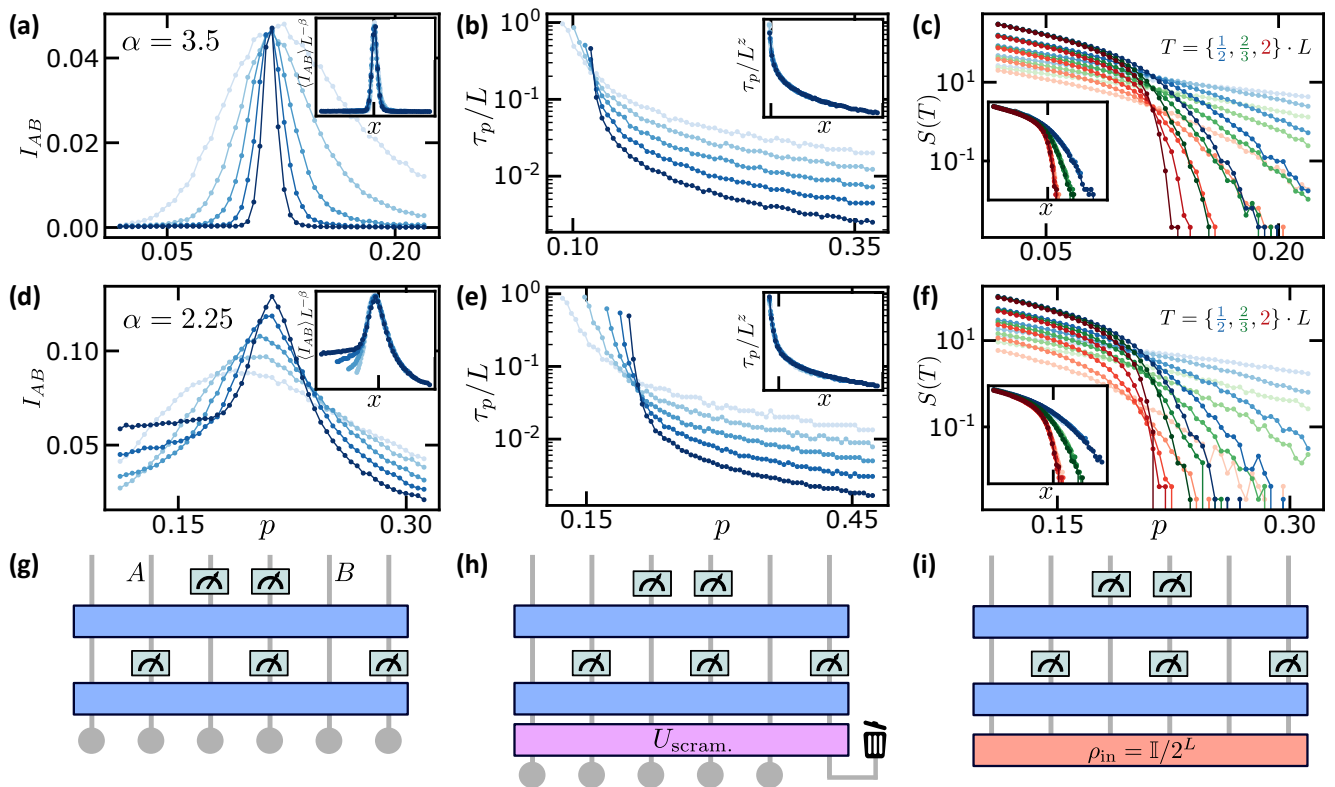 (a)
α = 3.5
I_AB
0.04
0.02
0.00
0.05
0.20
⟨I_AB⟩L^−β
x
(b)
τ_p/L
10^0
10^−1
10^−2
0.10
0.35
τ_p/L^z
x
(c)
T = {1/2, 2/3, 2} · L
S(T)
10^1
10^−1
0.05
0.20
x
(d)
α = 2.25
I_AB
0.10
0.05
0.15
0.30
p
⟨I_AB⟩L^−β
x
(e)
τ_p/L
10^0
10^−1
10^−2
0.15
0.45
p
τ_p/L^z
x
(f)
T = {1/2, 2/3, 2} · L
S(T)
10^1
10^−1
0.15
0.30
p
x
(g)
A
B
(h)
U_scram.
(i)
ρ_in = 𝕀/2^L